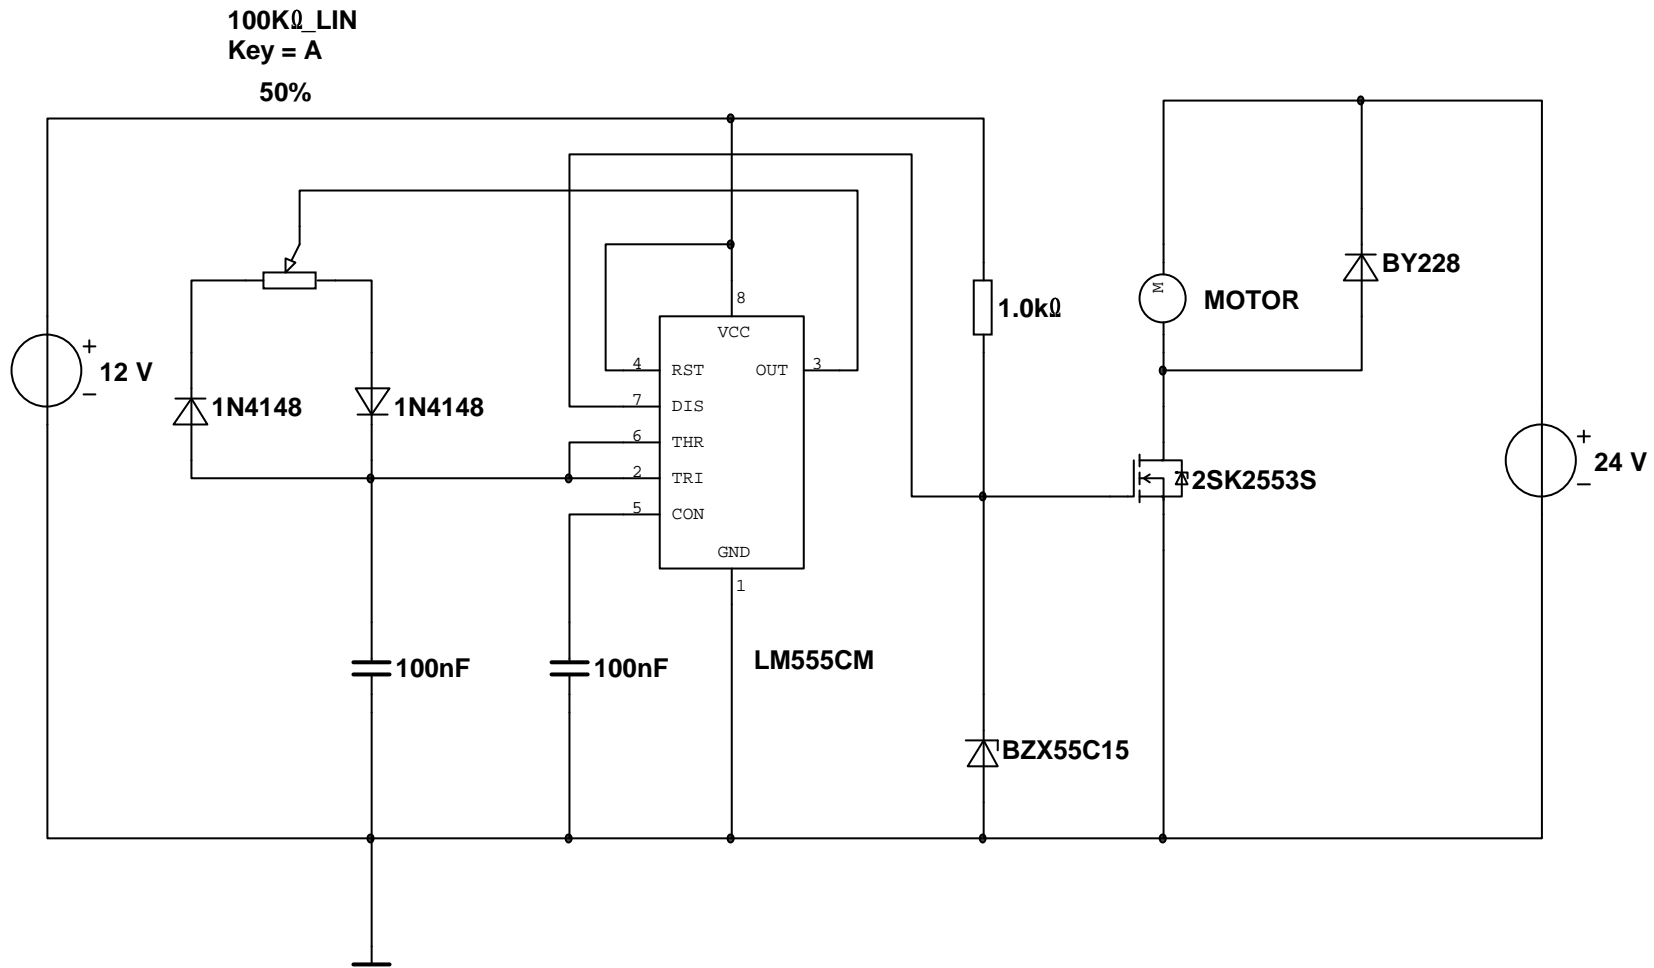 100KΩ_LIN
Key = A
50%
BY228
8
1.0kΩ
M
MOTOR
VCC
+
12 V
−
4
RST
OUT
3
1N4148
1N4148
7
DIS
6
THR
+
24 V
−
2
TRI
2SK2553S
5
CON
GND
1
100nF
100nF
LM555CM
BZX55C15